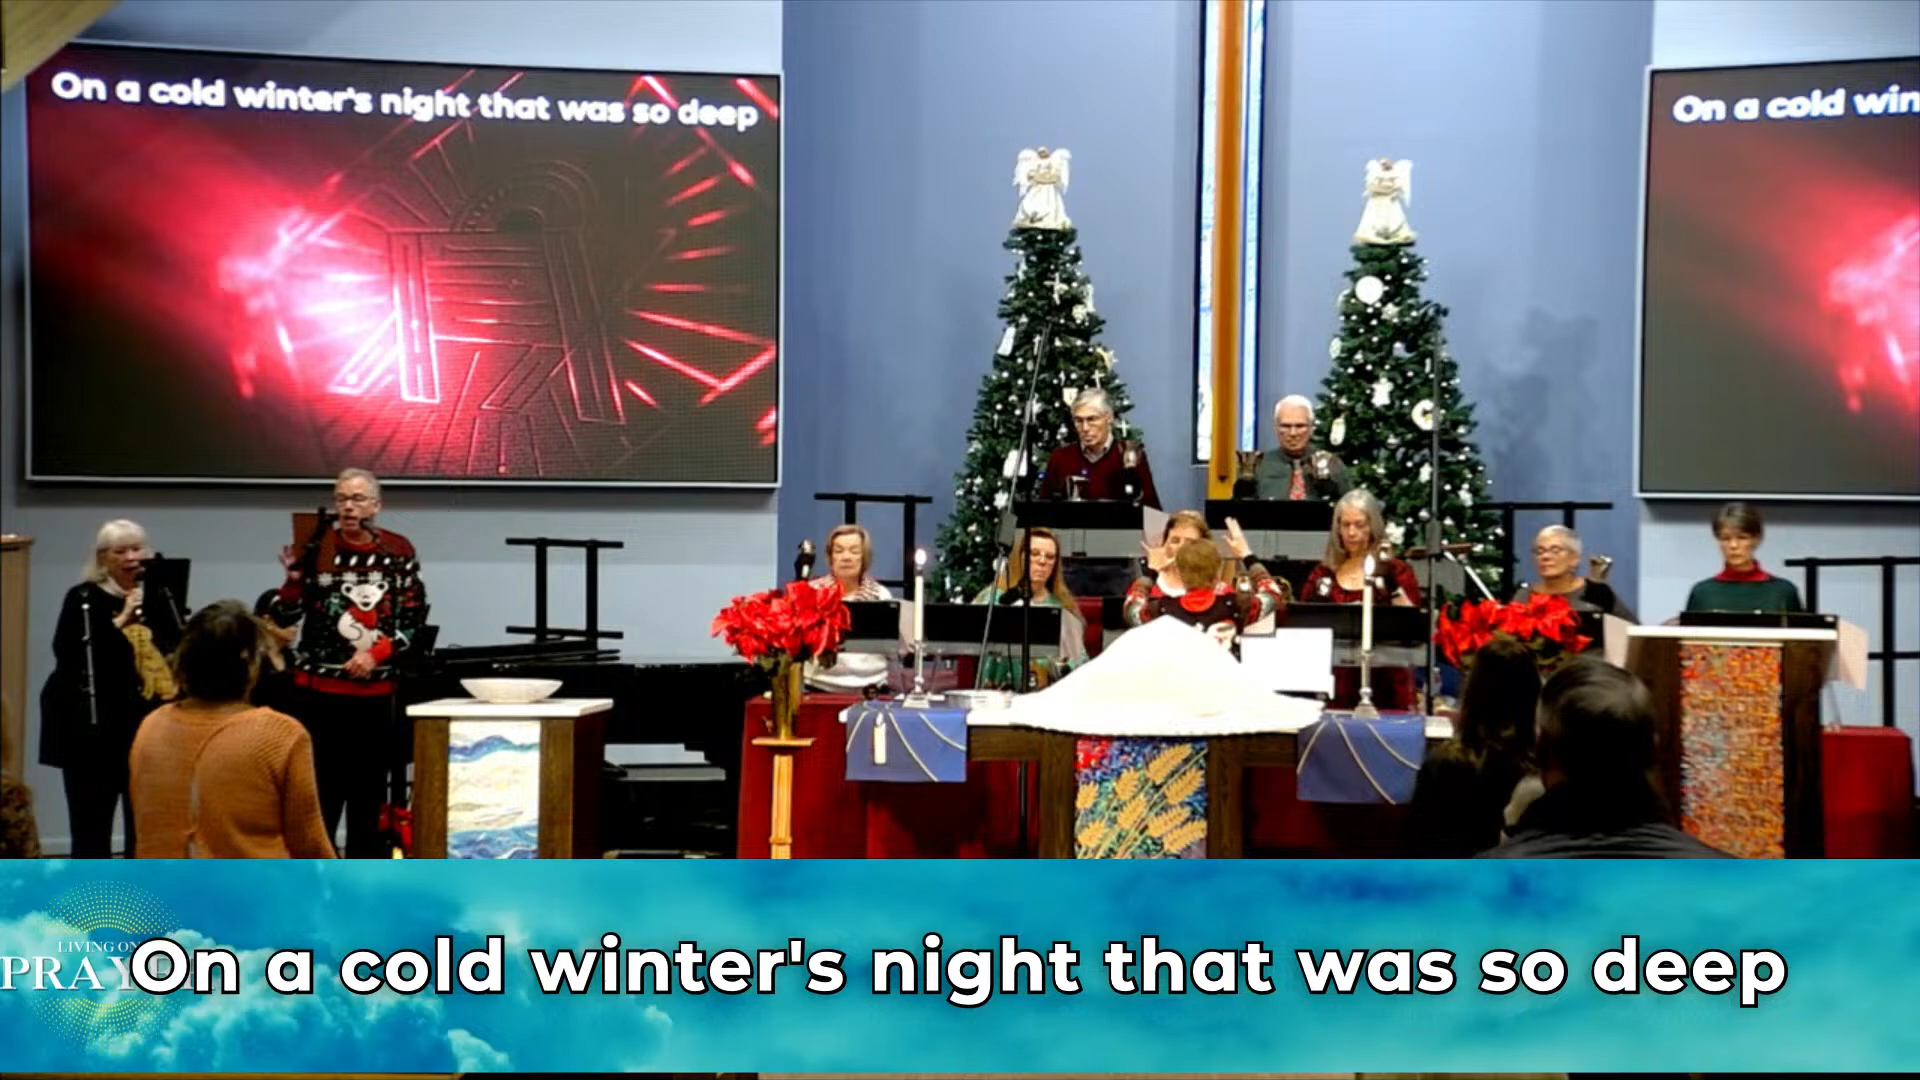 On a cold winter's night that was so deep
On a cold win
LIVING ON
PRAYER
On a cold winter's night that was so deep